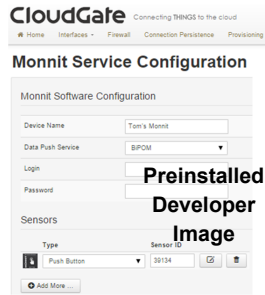 CloudGate Connecting THINGS to the cloud
Home Interfaces Firewall Connection Persistence Provisioning
Monnit Service Configuration
Monnit Software Configuration
Device Name Tom's Monnit
Data Push Service BiPOM
Login
Password
Preinstalled
Developer
Image
Sensors
Type Sensor ID
Push Button 39134
Add More ...